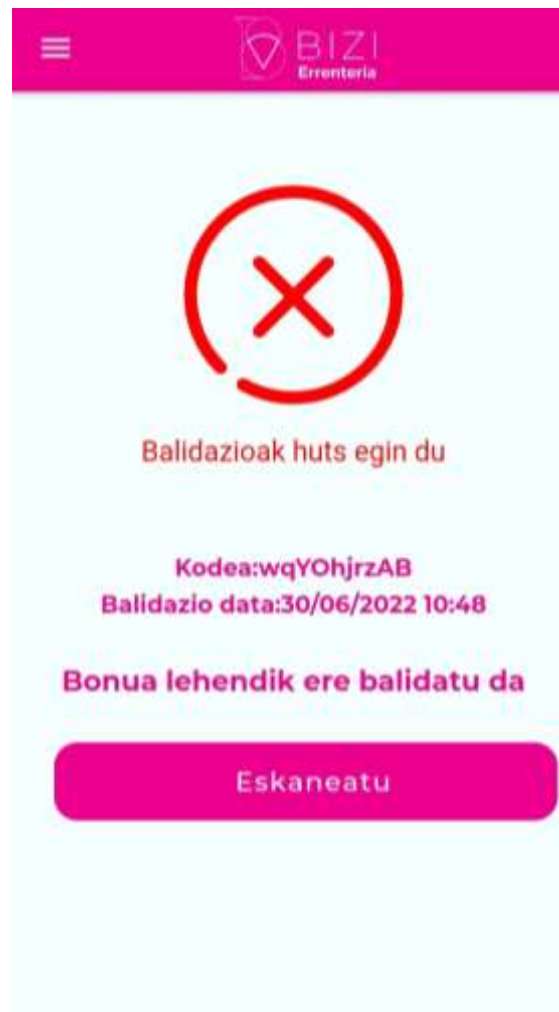 BIZI
Errenteria
Balidazioak huts egin du
Kodea:wqYOhjrzAB
Balidazio data:30/06/2022 10:48
Bonua lehendik ere balidatu da
Eskaneatu